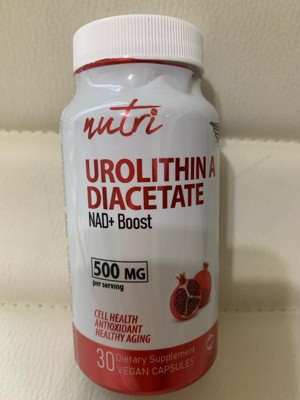 nutri
UROLITHIN A
DIACETATE
NAD+ Boost
500 MG
per serving
CELL HEALTH
ANTIOXIDANT
HEALTHY AGING
30 Dietary Supplement
VEGAN CAPSULES